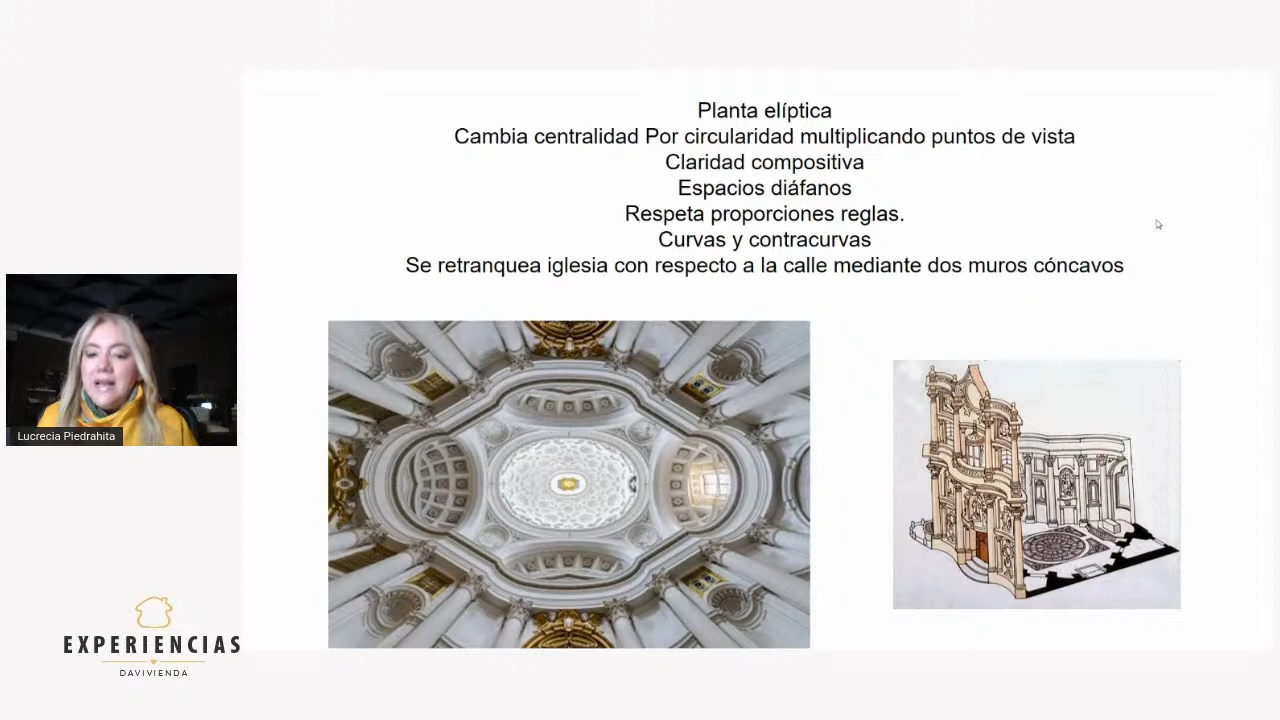 Planta elíptica
Cambia centralidad Por circularidad multiplicando puntos de vista
Claridad compositiva
Espacios diáfanos
Respeta proporciones reglas.
Curvas y contracurvas
Se retranquea iglesia con respecto a la calle mediante dos muros cóncavos
Lucrecia Piedrahita
EXPERIENCIAS
DAVIVIENDA